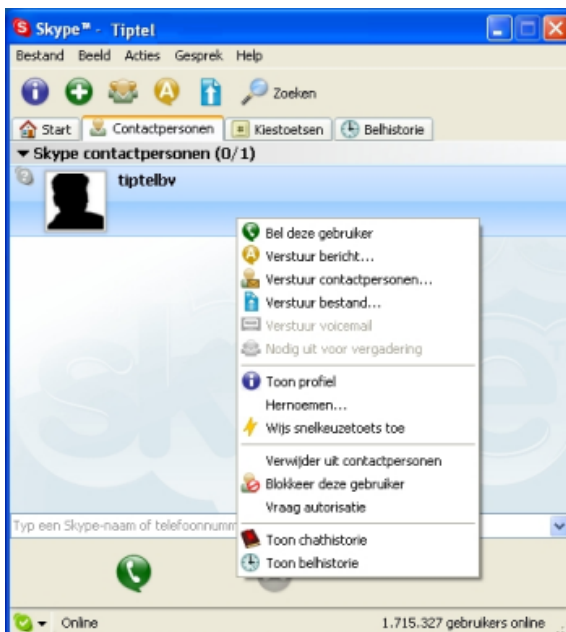 Skype™ - Tiptel
Bestand Beeld Acties Gesprek Help
Zoeken
Start Contactpersonen Kiestoetsen Belhistorie
Skype contactpersonen (0/1)
tiptelbv
Bel deze gebruiker
Verstuur bericht...
Verstuur contactpersonen...
Verstuur bestand...
Verstuur voicemail
Nodig uit voor vergadering
Toon profiel
Hernoemen...
Wijs snelkeuzetoets toe
Verwijder uit contactpersonen
Blokkeer deze gebruiker
Vraag autorisatie
Typ een Skype-naam of
Toon chathistorie
Toon belhistorie
Online 1.715.327 gebruikers online